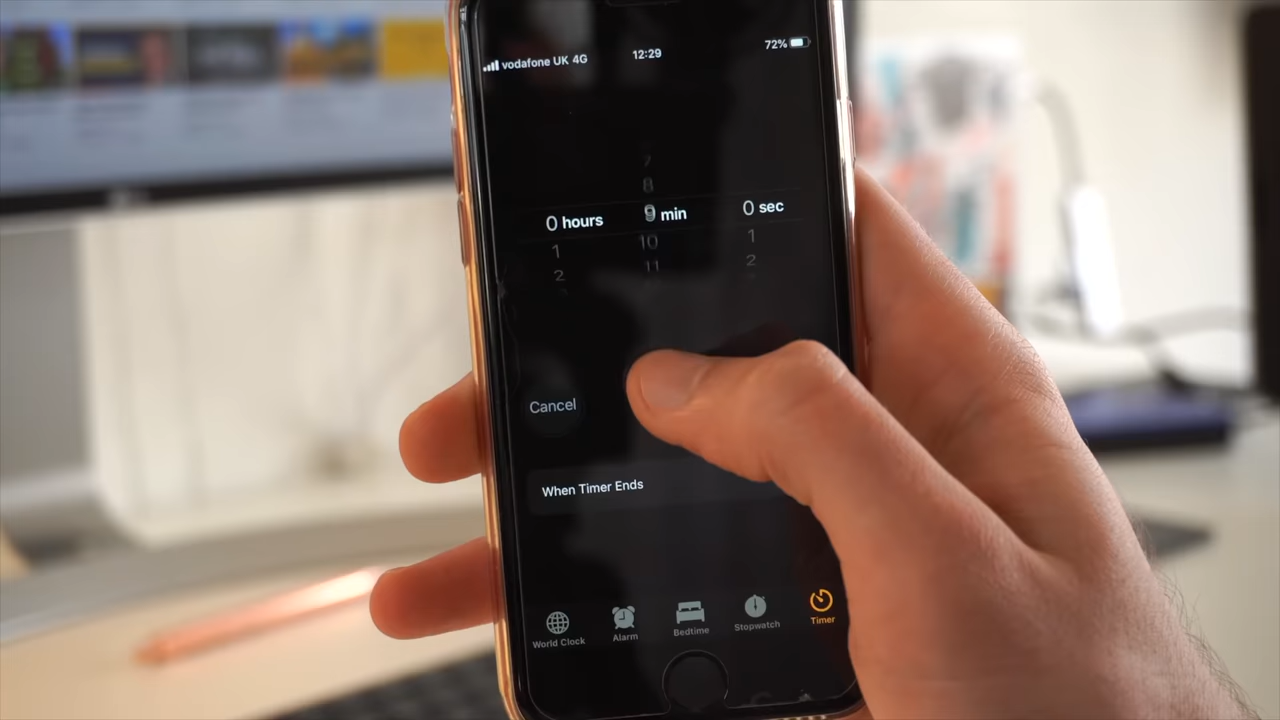 vodafone UK 4G 12:29 72%
7
8
0 hours 9 min 0 sec
1 10 1
2 11 2
Cancel
When Timer Ends
World Clock Alarm Bedtime Stopwatch Timer